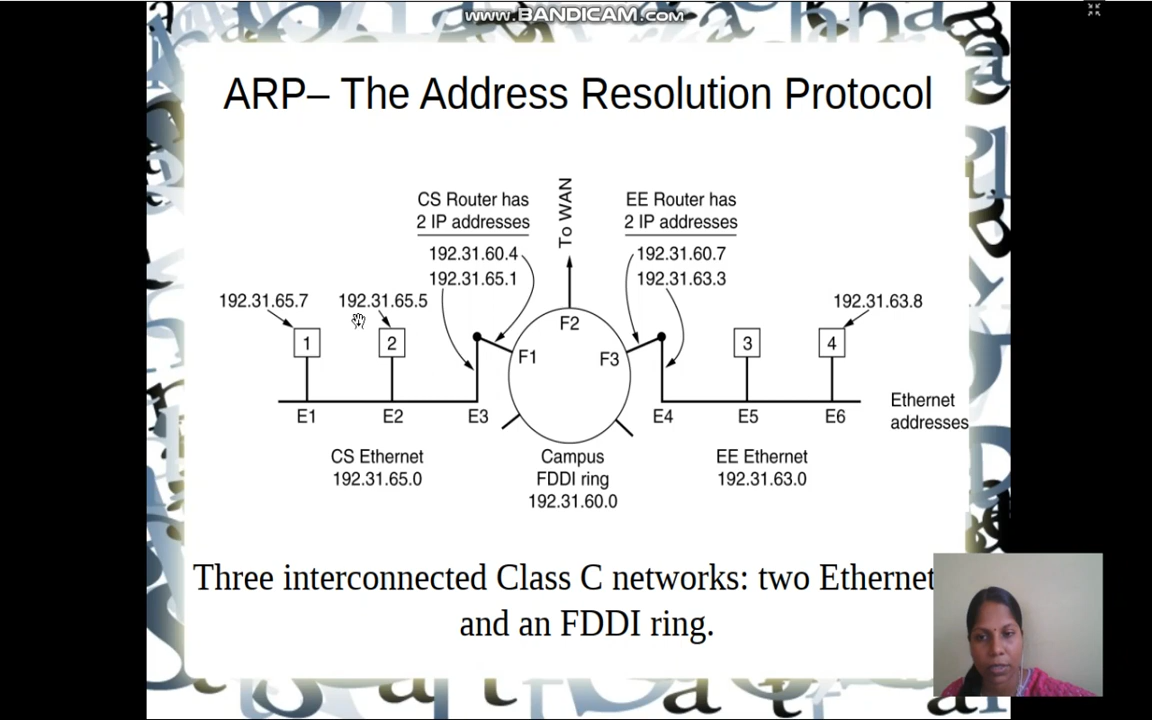 www.BANDICAM.com
ARP– The Address Resolution Protocol
CS Router has
2 IP addresses
192.31.60.4
192.31.65.1
To WAN
EE Router has
2 IP addresses
192.31.60.7
192.31.63.3
192.31.65.7
192.31.65.5
192.31.63.8
1
2
F2
F1
F3
3
4
E1
E2
E3
E4
E5
E6
Ethernet
addresses
CS Ethernet
192.31.65.0
Campus
FDDI ring
192.31.60.0
EE Ethernet
192.31.63.0
Three interconnected Class C networks: two Ethernet
and an FDDI ring.